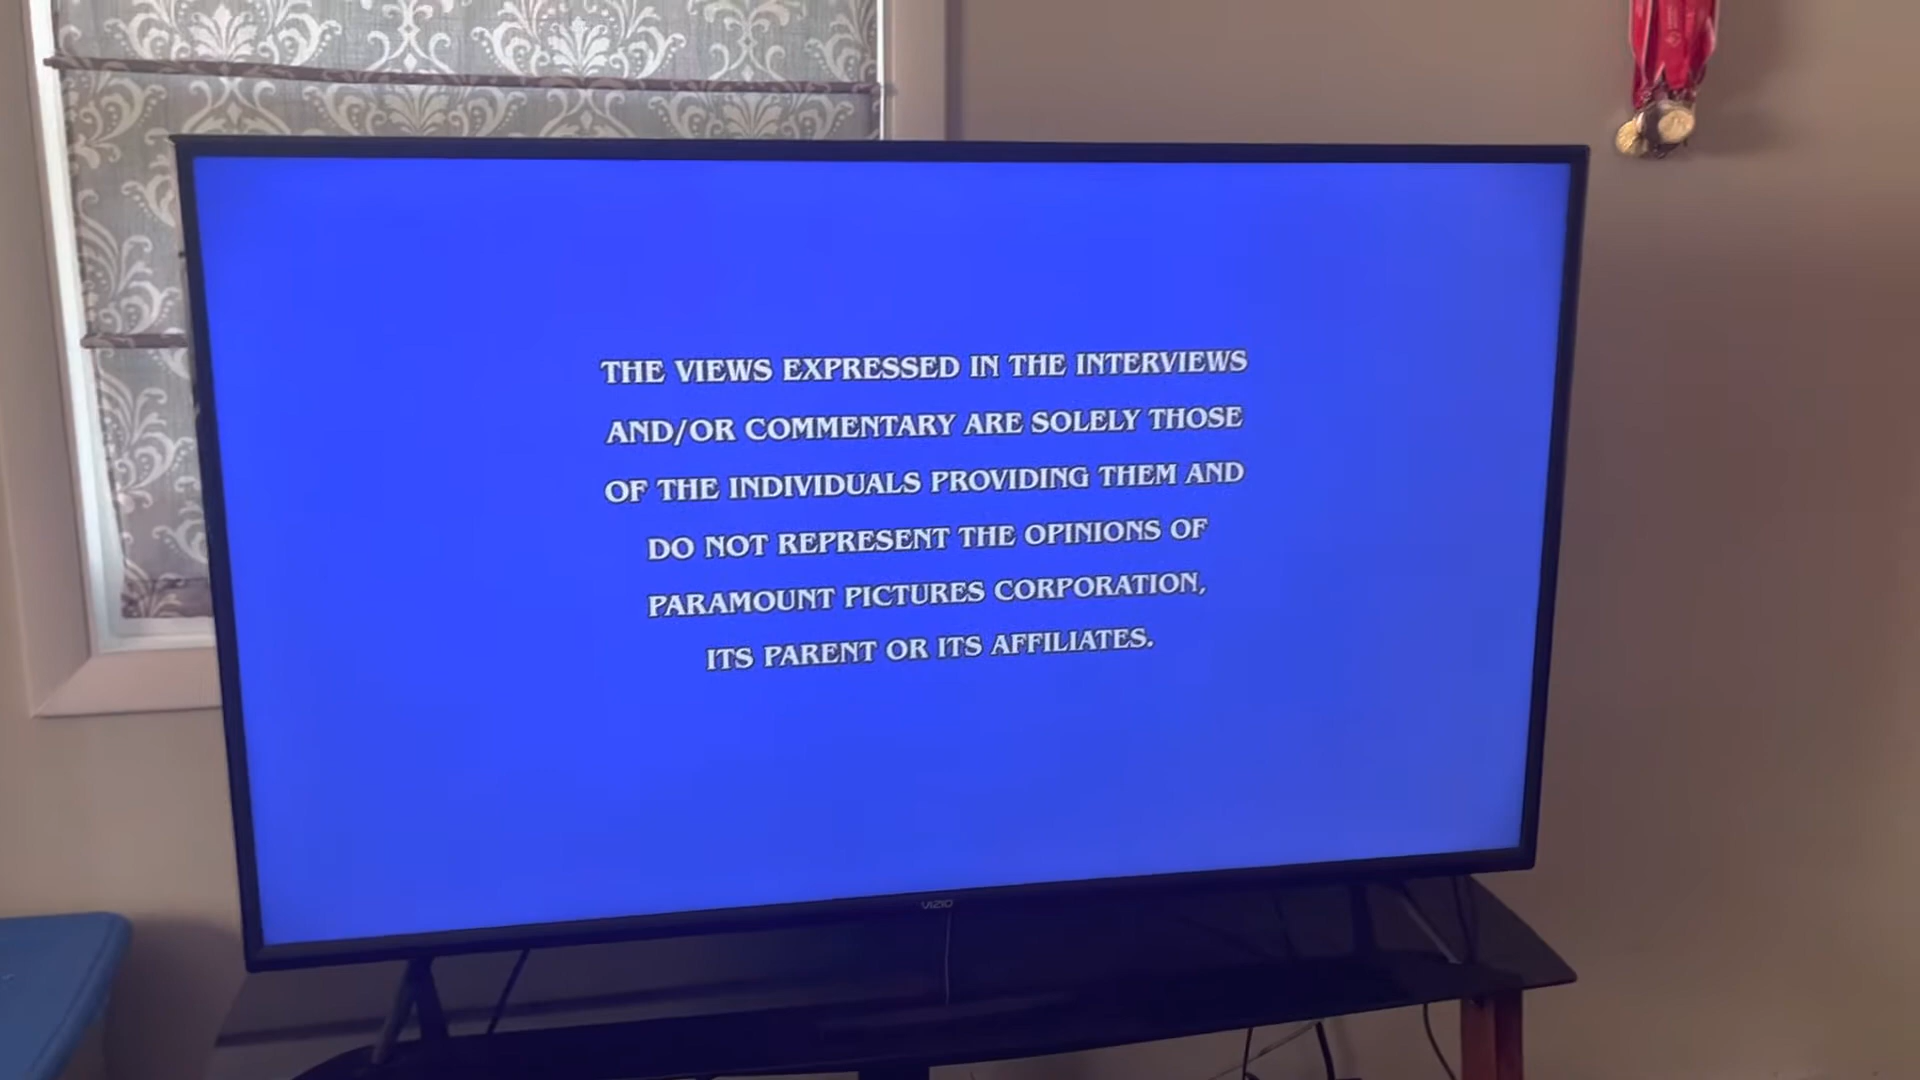 THE VIEWS EXPRESSED IN THE INTERVIEWS
AND/OR COMMENTARY ARE SOLELY THOSE
OF THE INDIVIDUALS PROVIDING THEM AND
DO NOT REPRESENT THE OPINIONS OF
PARAMOUNT PICTURES CORPORATION,
ITS PARENT OR ITS AFFILIATES.
VIZIO